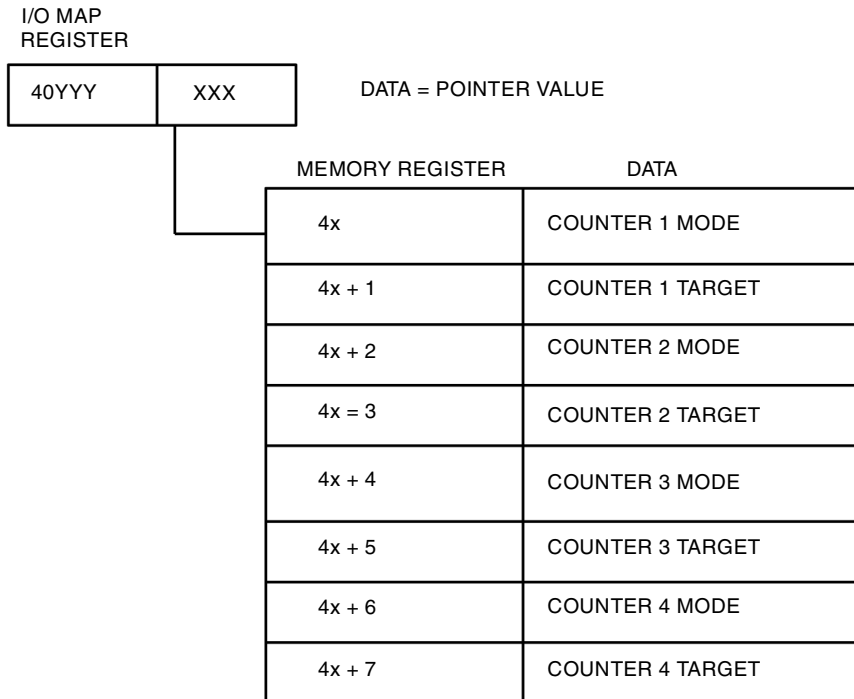 I/O MAP
REGISTER
40YYY XXX DATA = POINTER VALUE
MEMORY REGISTER DATA
4x COUNTER 1 MODE
4x + 1 COUNTER 1 TARGET
4x + 2 COUNTER 2 MODE
4x = 3 COUNTER 2 TARGET
4x + 4 COUNTER 3 MODE
4x + 5 COUNTER 3 TARGET
4x + 6 COUNTER 4 MODE
4x + 7 COUNTER 4 TARGET